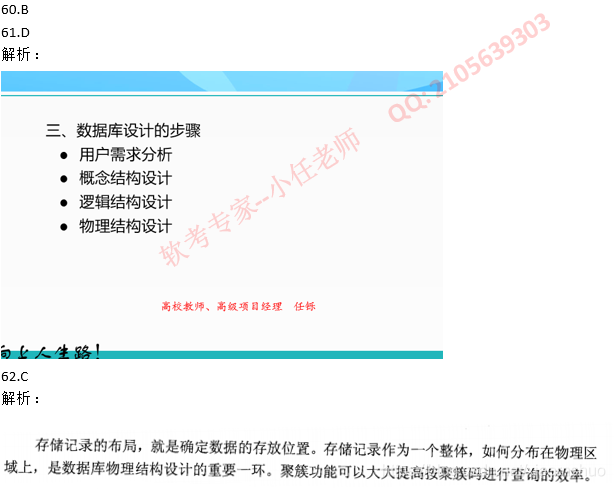 60.B
61.D
解析：
QQ: 1105639303
三、数据库设计的步骤
● 用户需求分析
● 概念结构设计
● 逻辑结构设计
● 物理结构设计
软考专家--小任老师
高校教师、高级项目经理 任铄
向上人生路！
62.C
解析：
存储记录的布局，就是确定数据的存放位置。存储记录作为一个整体，如何分布在物理区
域上，是数据库物理结构设计的重要一环。聚簇功能可以大大提高按聚簇码进行查询的效率。